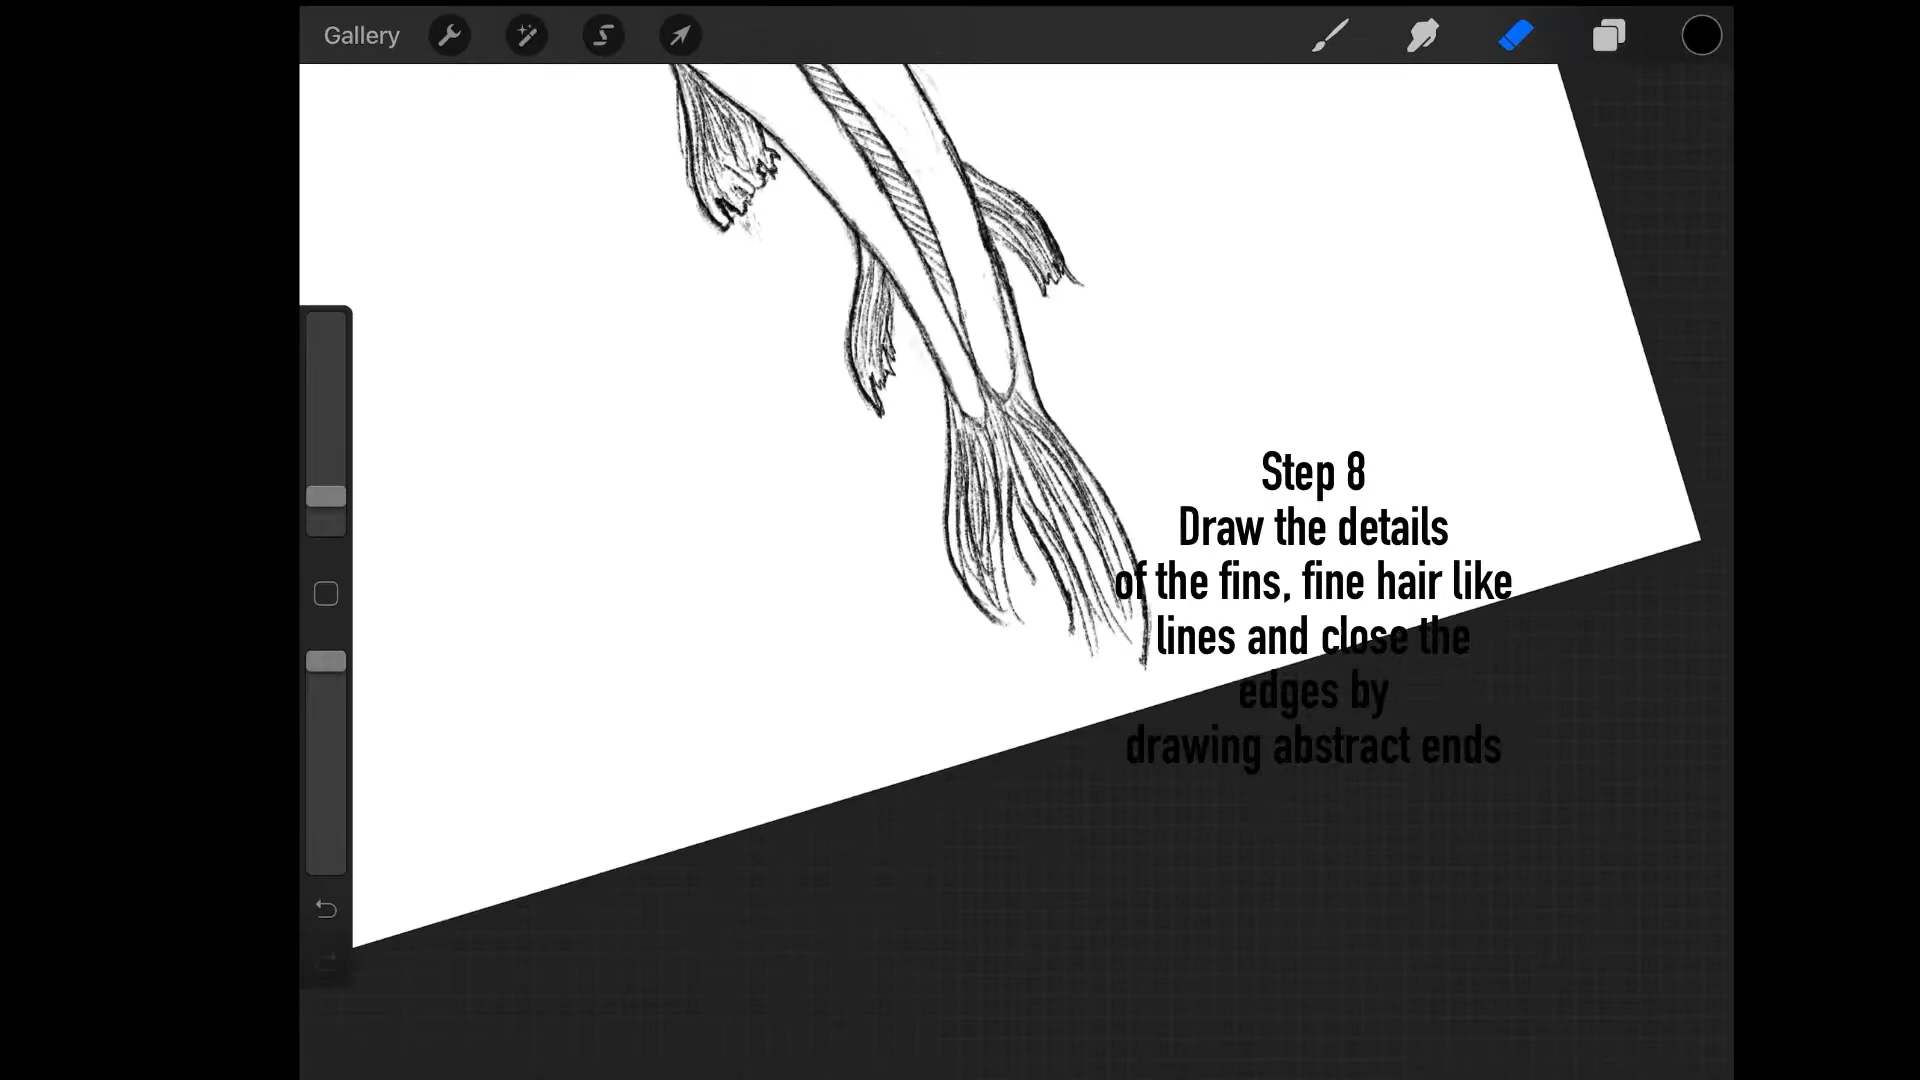 Gallery
Step 8
Draw the details
of the fins, fine hair like
lines and close the
edges by
drawing abstract ends